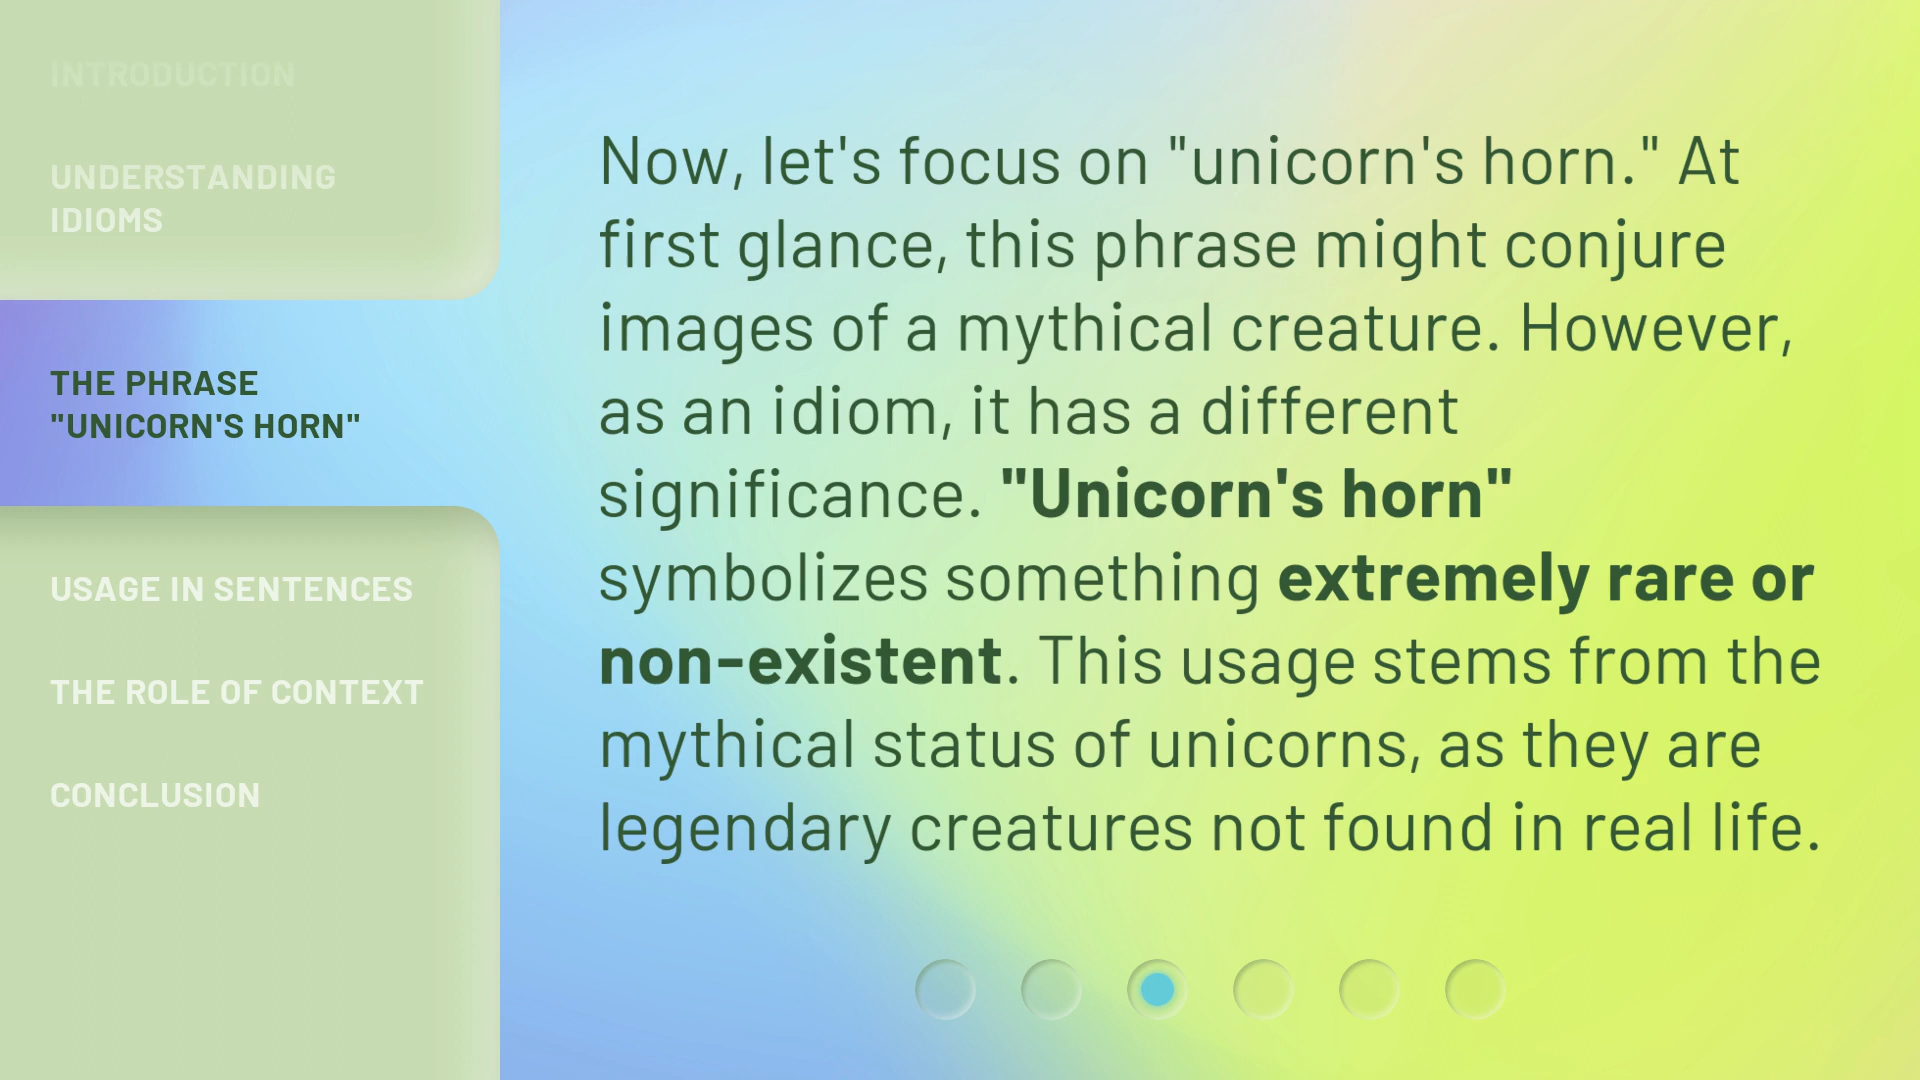 INTRODUCTION
UNDERSTANDING
IDIOMS
THE PHRASE
"UNICORN'S HORN"
USAGE IN SENTENCES
THE ROLE OF CONTEXT
CONCLUSION
Now, let's focus on "unicorn's horn." At
first glance, this phrase might conjure
images of a mythical creature. However,
as an idiom, it has a different
significance. "Unicorn's horn"
symbolizes something extremely rare or
non-existent. This usage stems from the
mythical status of unicorns, as they are
legendary creatures not found in real life.